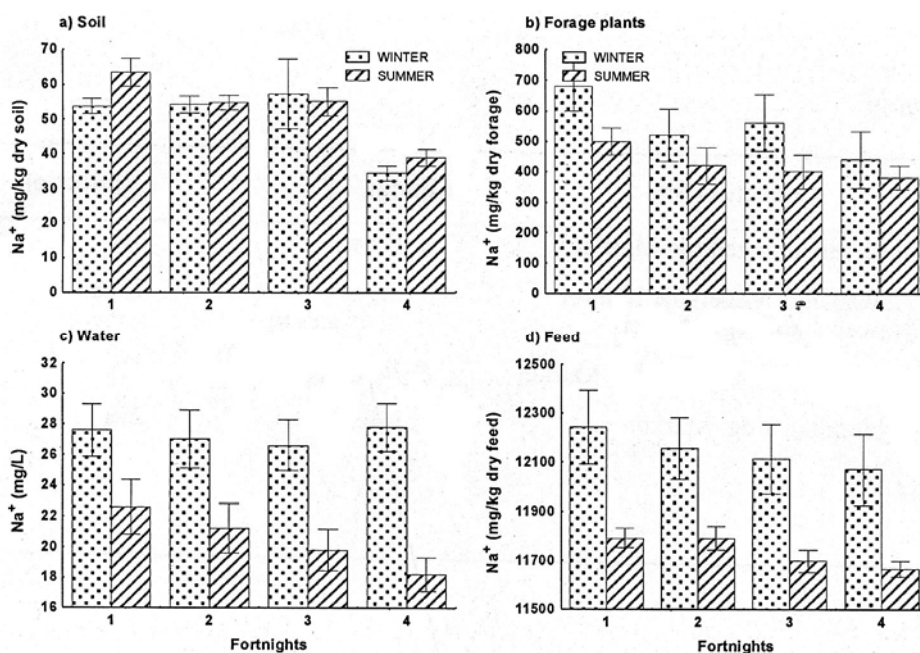 a) Soil
70
60
50
40
30
20
10
0
Na+ (mg/kg dry soil)
WINTER
SUMMER
1 2 3 4
b) Forage plants
800
700
600
500
400
300
200
100
0
Na+ (mg/kg dry forage)
WINTER
SUMMER
1 2 3 4
c) Water
32
30
28
26
24
22
20
18
16
Na+ (mg/L)
1 2 3 4
Fortnights
d) Feed
12500
12300
12100
11900
11700
11500
Na+ (mg/kg dry feed)
1 2 3 4
Fortnights